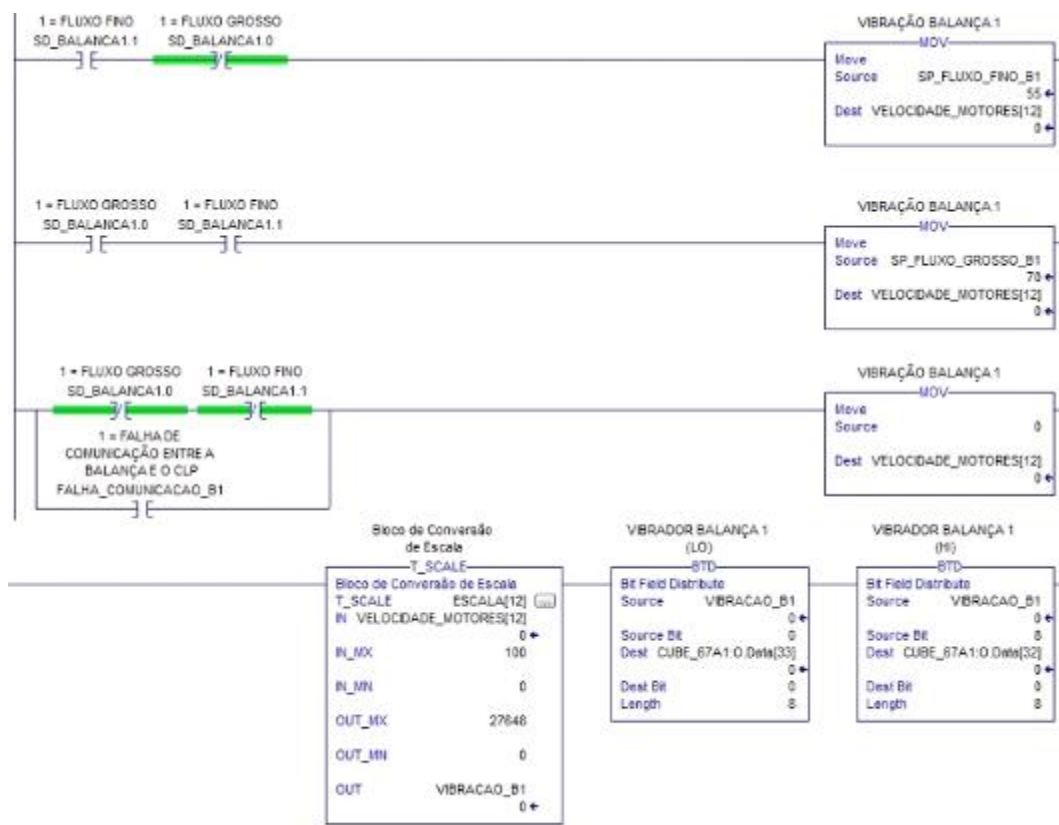 1 = FLUXO FINO 1 = FLUXO GROSSO
SD_BALANCA1.1 SD_BALANCA1.0
VIBRAÇÃO BALANÇA 1
MOV
Move
Source SP_FLUXO_FINO_B1
55
Dest VELOCIDADE_MOTORES[12]
0
1 = FLUXO GROSSO 1 = FLUXO FINO
SD_BALANCA1.0 SD_BALANCA1.1
VIBRAÇÃO BALANÇA 1
MOV
Move
Source SP_FLUXO_GROSSO_B1
70
Dest VELOCIDADE_MOTORES[12]
0
1 = FLUXO GROSSO 1 = FLUXO FINO
SD_BALANCA1.0 SD_BALANCA1.1
1 = FALHA DE
COMUNICAÇÃO ENTRE A
BALANÇA E O CLP
FALHA_COMUNICACAO_B1
VIBRAÇÃO BALANÇA 1
MOV
Move
Source 0
Dest VELOCIDADE_MOTORES[12]
0
Bloco de Conversão
de Escala
T_SCALE
Bloco de Conversão de Escala
T_SCALE ESCALA[12] ...
IN VELOCIDADE_MOTORES[12]
0
IN_MX 100
IN_MN 0
OUT_MX 27648
OUT_MN 0
OUT VIBRACAO_B1
0
VIBRADOR BALANÇA 1
(LO)
BTD
Bit Field Distribute
Source VIBRACAO_B1
0
Source Bit 0
Dest CUBE_67A1:O.Data[33]
0
Dest Bit 0
Length 8
VIBRADOR BALANÇA 1
(HI)
BTD
Bit Field Distribute
Source VIBRACAO_B1
0
Source Bit 8
Dest CUBE_67A1:O.Data[32]
0
Dest Bit 0
Length 8